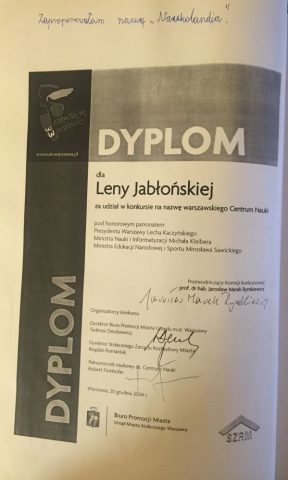 Zaproponowałam nazwę „Naukolandia".
www.umwarszawa.pl
DYPLOM
dla
Leny Jabłońskiej
za udział w konkursie na nazwę warszawskiego Centrum Nauki
pod honorowym patronatem
Prezydenta Warszawy Lecha Kaczyńskiego
Ministra Nauki i Informatyzacji Michała Kleibera
Ministra Edukacji Narodowej i Sportu Mirosława Sawickiego
Przewodniczący Komisji konkursowej
prof. dr hab. Jarosław Marek Rymkiewicz
Jarosław Marek Rymkiewicz
Organizatorzy konkursu
Dyrektor Biura Promocji Miasta Urzędu m.st. Warszawy
Tadeusz Deszkiewicz
Dyrektor Stołecznego Zarządu Rozbudowy Miasta
Bogdan Romaniuk
Pełnomocnik naukowy ds. Centrum Nauki
Robert Firmhofer
Warszawa, 20 grudnia 2004 r.
Biuro Promocji Miasta
Urząd Miasta Stołecznego Warszawy
SZRM
DYPLOM